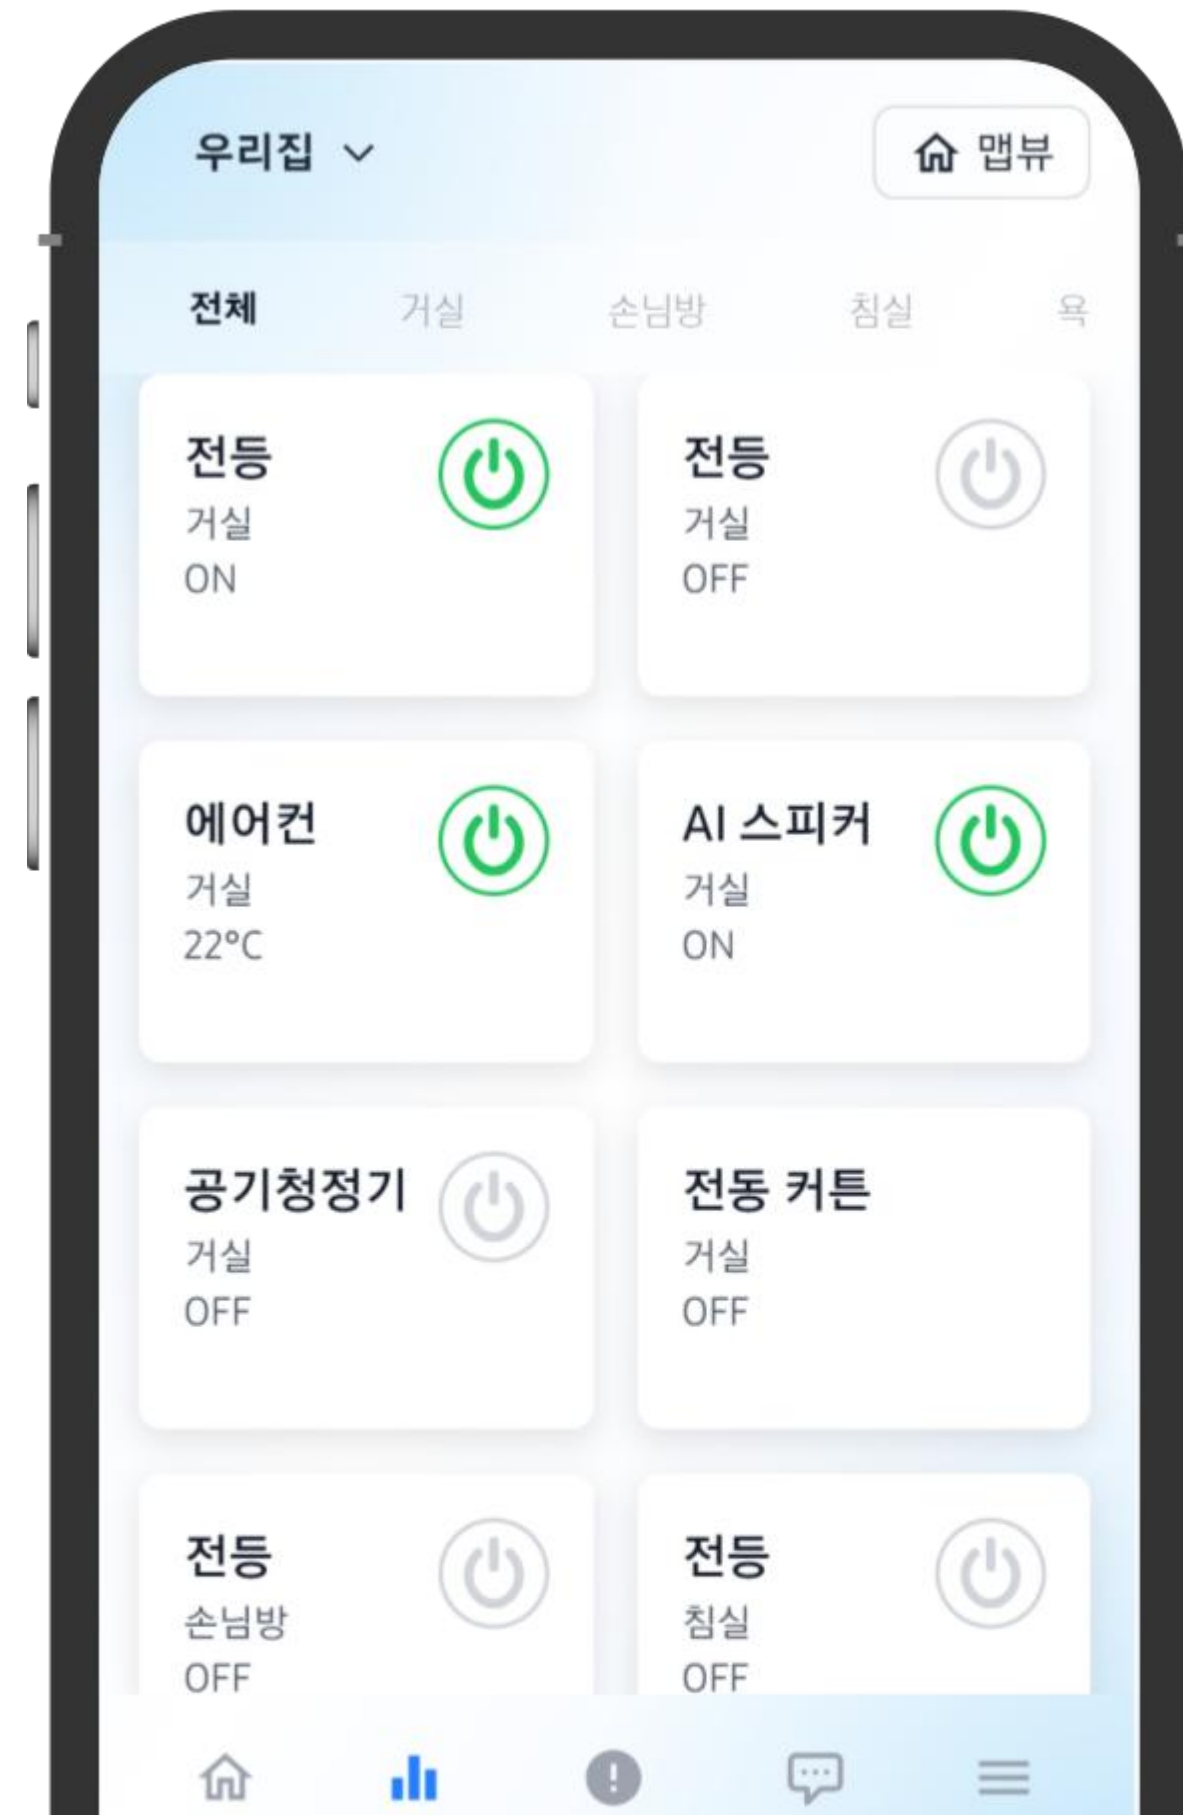 우리집
맵뷰
전체 거실 손님방 침실 욕
전등
거실
ON
전등
거실
OFF
에어컨
거실
22°C
AI 스피커
거실
ON
공기청정기
거실
OFF
전동 커튼
거실
OFF
전등
손님방
OFF
전등
침실
OFF